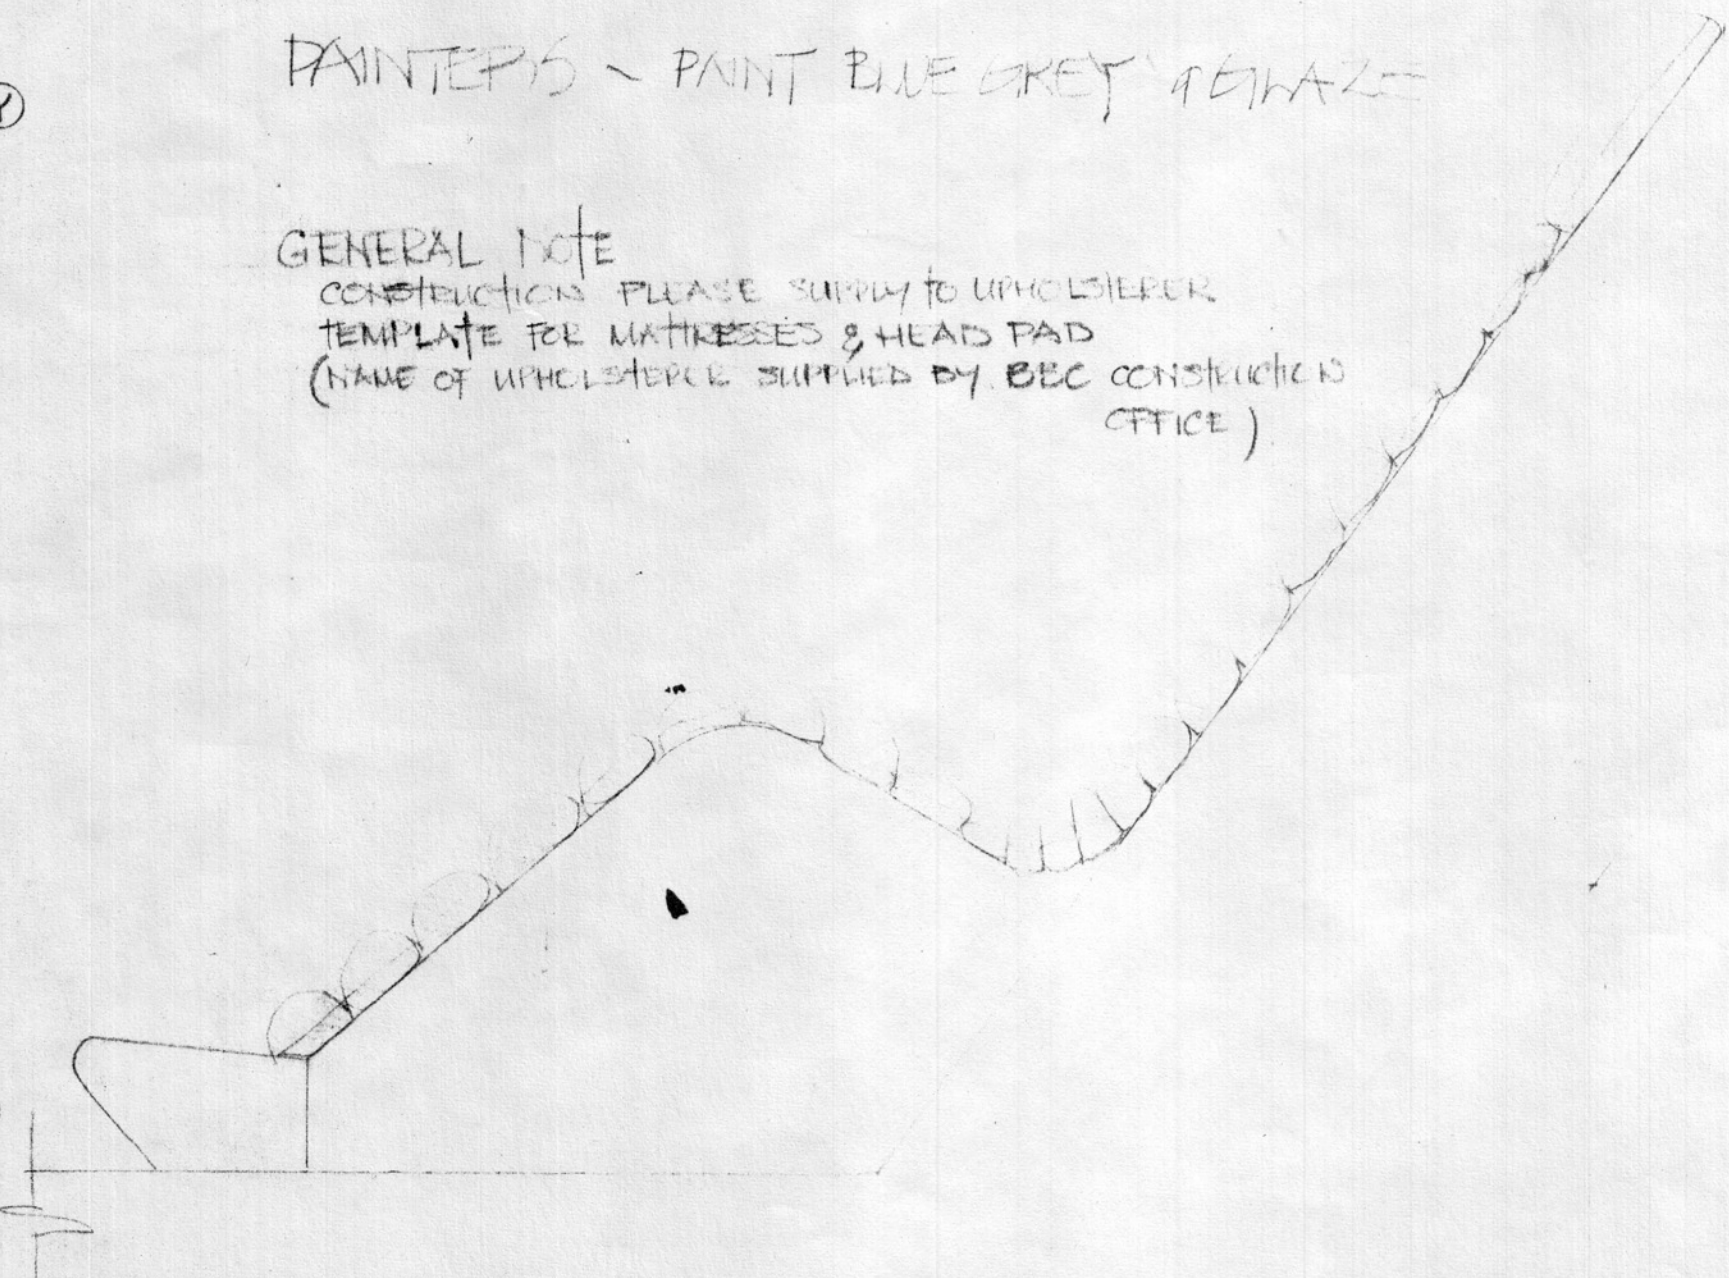 PAINTERS ~ PAINT BLUE GREY & GLAZE
GENERAL NOTE
CONSTRUCTION PLEASE SUPPLY TO UPHOLSTERER
TEMPLATE FOR MATTRESSES & HEAD PAD
(NAME OF UPHOLSTERER SUPPLIED BY BBC CONSTRUCTION
OFFICE)